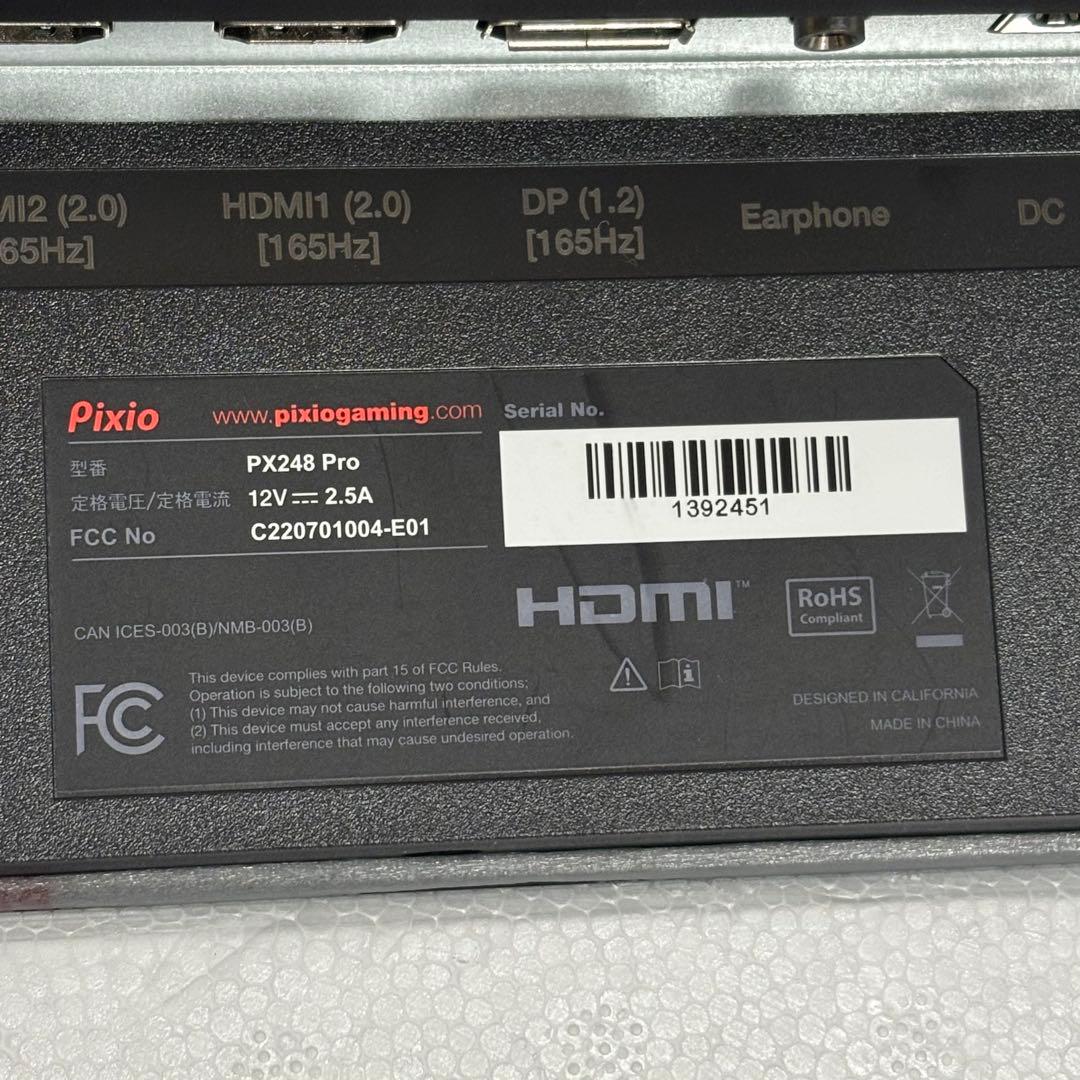 MI2 (2.0)
65Hz]
HDMI1 (2.0)
[165Hz]
DP (1.2)
[165Hz]
Earphone
DC
Pixio
www.pixiogaming.com
型番 PX248 Pro
定格電圧/定格電流 12V⎓2.5A
FCC No C220701004-E01
Serial No.
1392451
CAN ICES-003(B)/NMB-003(B)
HDMI™
RoHS
Compliant
FC
This device complies with part 15 of FCC Rules.
Operation is subject to the following two conditions;
(1) This device may not cause harmful interference, and
(2) This device must accept any interference received,
including interference that may cause undesired operation.
DESIGNED IN CALIFORNIA
MADE IN CHINA